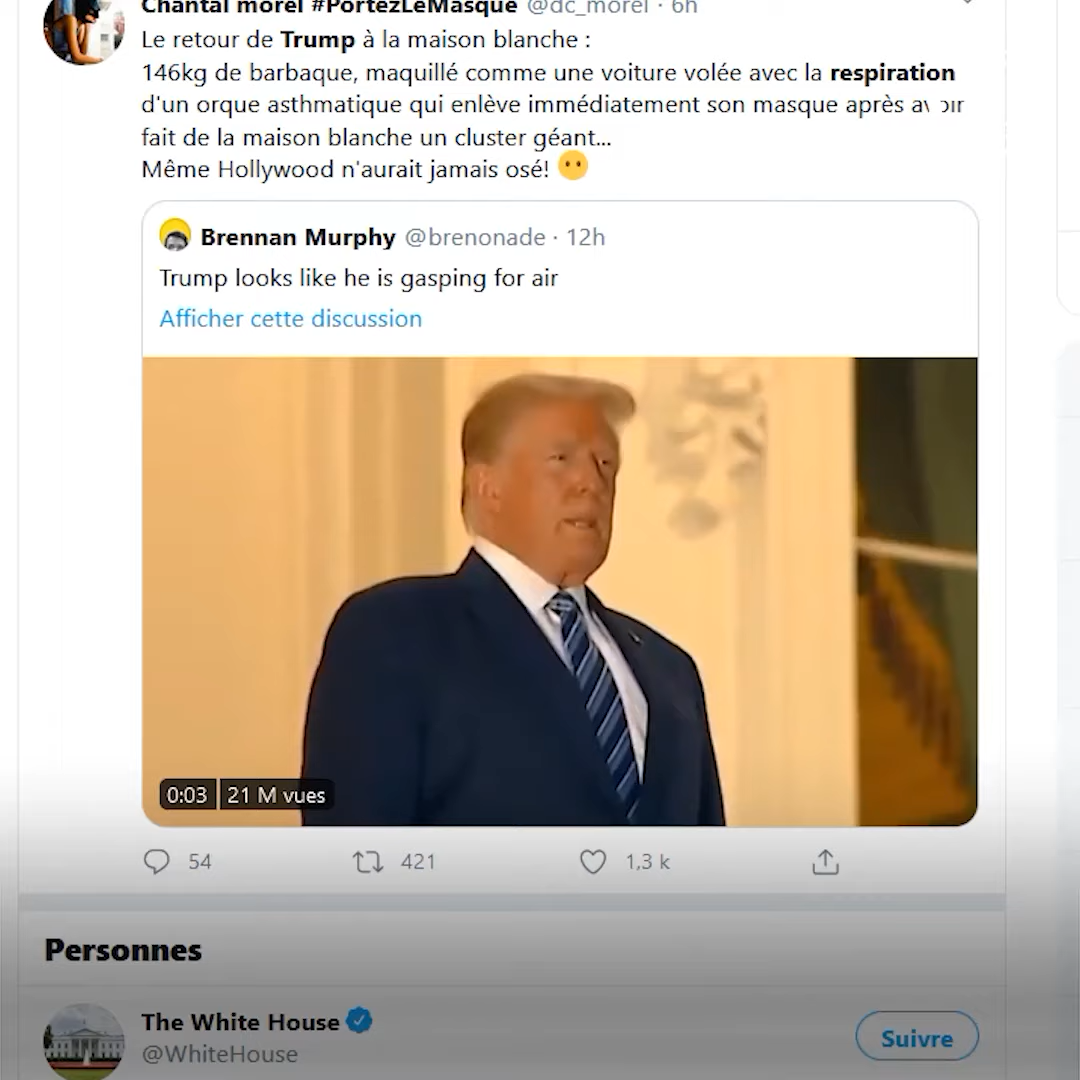 Chantal morel #PortezLeMasque @dc_morel · 6h
Le retour de Trump à la maison blanche :
146kg de barbaque, maquillé comme une voiture volée avec la respiration
d'un orque asthmatique qui enlève immédiatement son masque après avoir
fait de la maison blanche un cluster géant...
Même Hollywood n'aurait jamais osé! 😶
Brennan Murphy @brenonade · 12h
Trump looks like he is gasping for air
Afficher cette discussion
0:03 21 M vues
54 421 1,3 k
Personnes
The White House
@WhiteHouse
Suivre